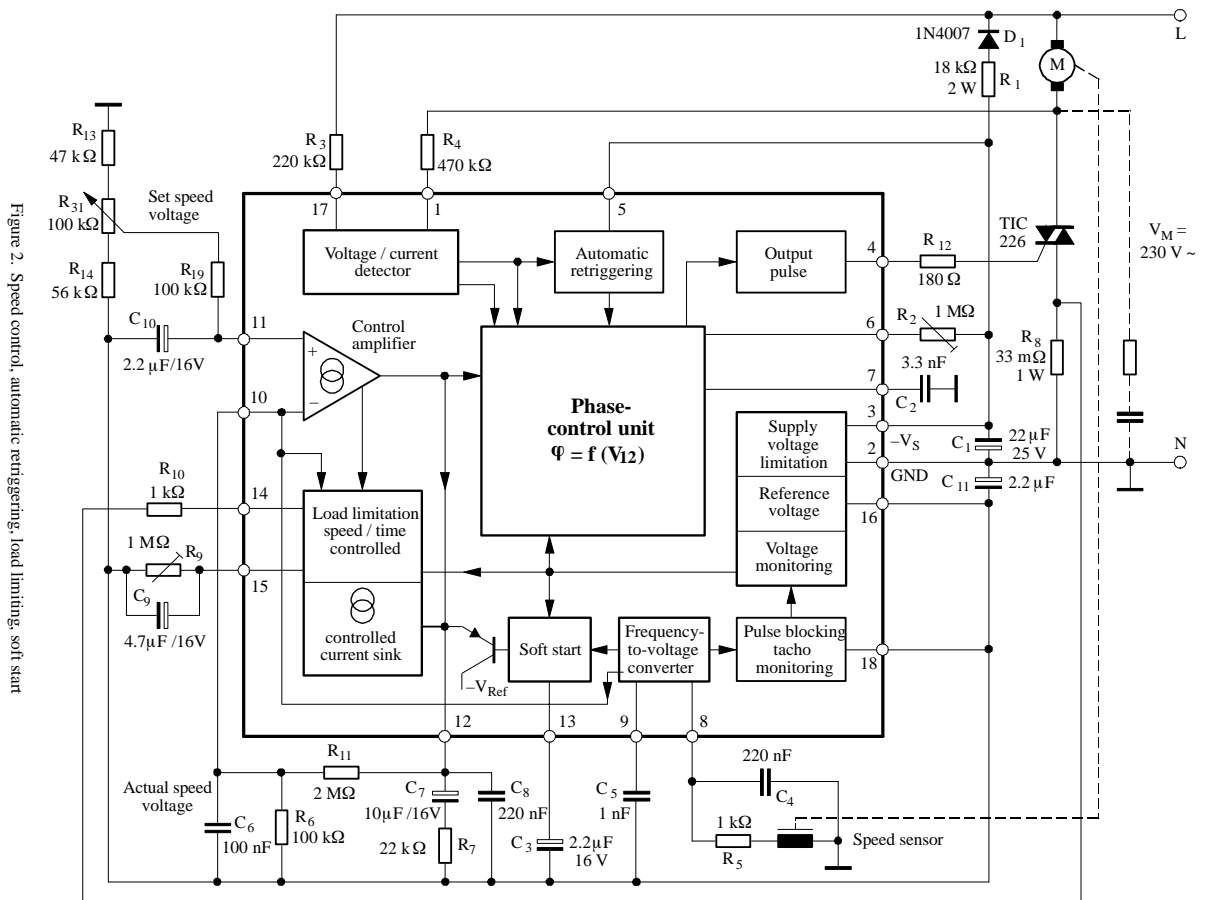 1N4007
D1
L
18 kΩ
2 W
R1
M
R13
47 kΩ
R3
220 kΩ
R4
470 kΩ
R31
100 kΩ
Set speed
voltage
17
1
5
TIC
226
VM =
230 V ~
Voltage / current
detector
Automatic
retriggering
Output
pulse
4
R12
180 Ω
R14
56 kΩ
R19
100 kΩ
C10
2.2 µF/16V
11
Control
amplifier
+
−
10
6
R2
1 MΩ
R8
33 mΩ
1 W
7
3.3 nF
C2
Phase-
control unit
φ = f (V12)
3
−VS
2
GND
C1
22 µF
25 V
N
C11
2.2 µF
Supply
voltage
limitation
Reference
voltage
16
Voltage
monitoring
R10
1 kΩ
14
Load limitation
speed / time
controlled
1 MΩ
R9
15
C9
4.7µF /16V
controlled
current sink
−VRef
Soft start
Frequency-
to-voltage
converter
Pulse blocking
tacho
monitoring
18
12
13
9
8
R11
2 MΩ
Actual speed
voltage
C6
100 nF
R6
100 kΩ
C7
10µF /16V
C8
220 nF
22 kΩ
R7
C3
2.2µF
16 V
C5
1 nF
220 nF
C4
1 kΩ
R5
Speed sensor
Figure 2. Speed control, automatic retriggering, load limiting, soft start